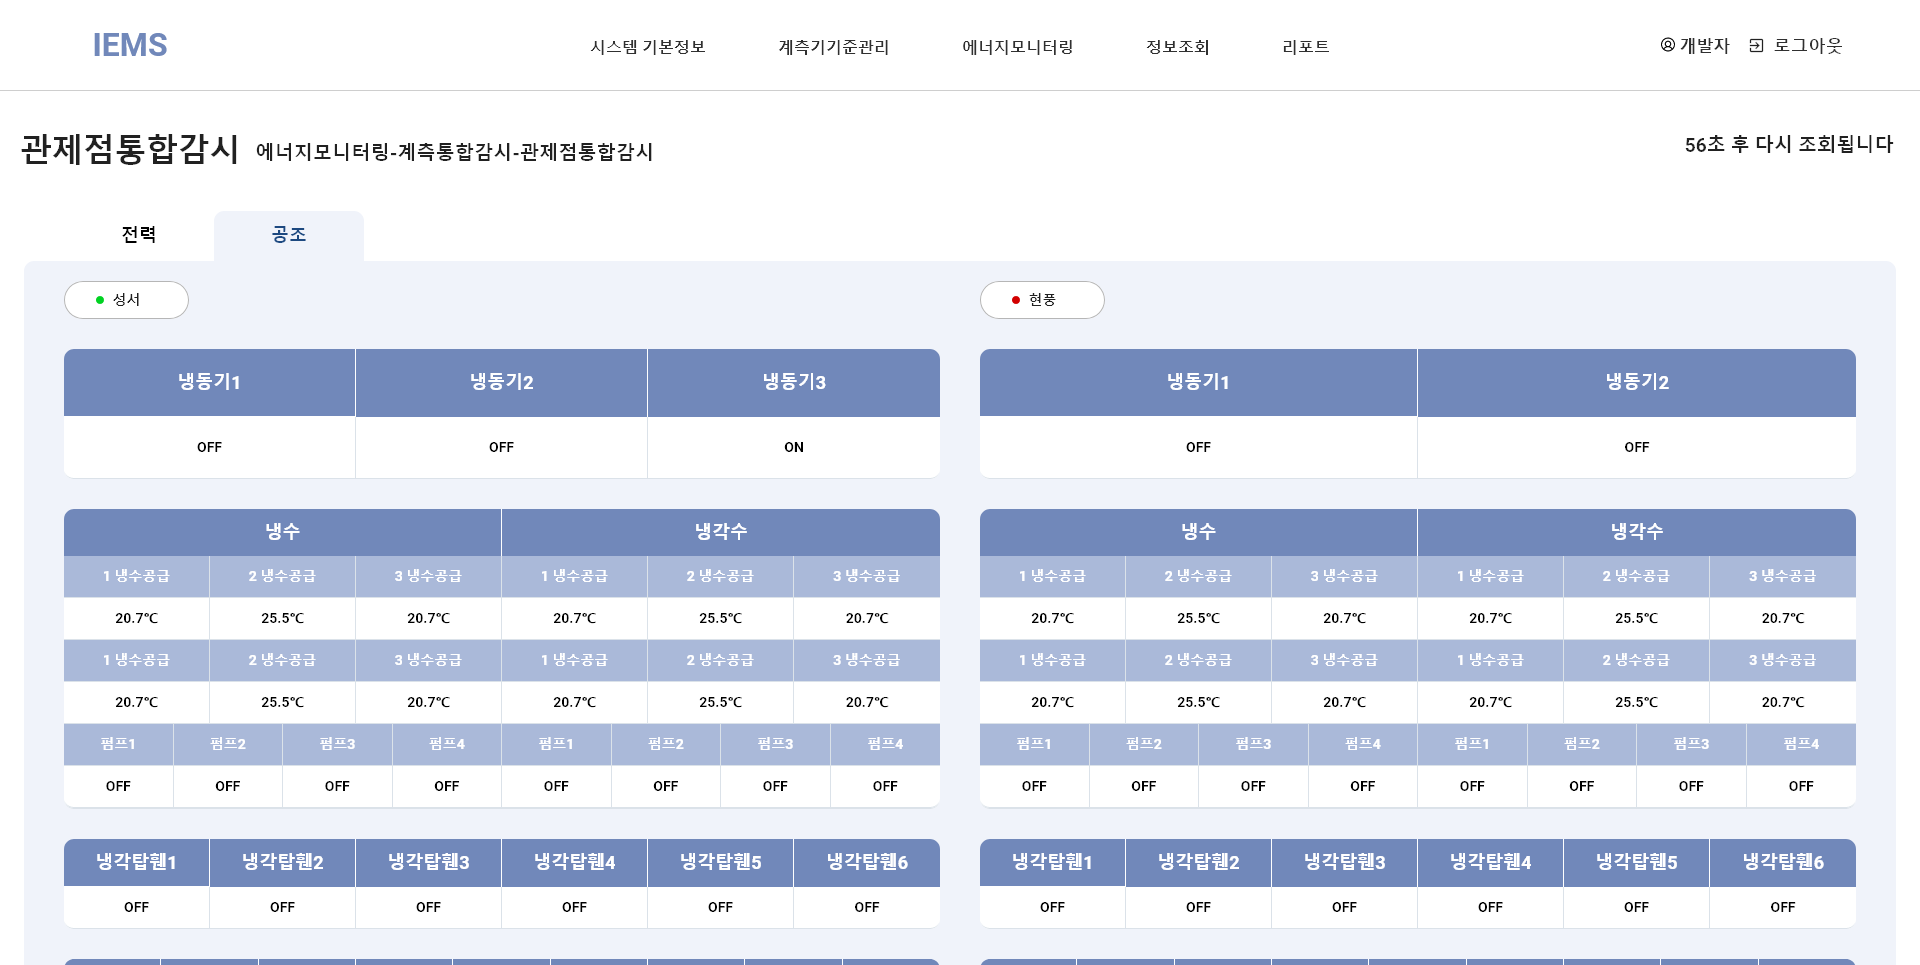 IEMS
시스템 기본정보 계측기기준관리 에너지모니터링 정보조회 리포트
개발자 로그아웃
관제점통합감시 에너지모니터링-계측통합감시-관제점통합감시
56초 후 다시 조회됩니다
전력 공조
성서
냉동기1 냉동기2 냉동기3
OFF OFF ON
냉수 냉각수
1 냉수공급 2 냉수공급 3 냉수공급 1 냉수공급 2 냉수공급 3 냉수공급
20.7℃ 25.5℃ 20.7℃ 20.7℃ 25.5℃ 20.7℃
1 냉수공급 2 냉수공급 3 냉수공급 1 냉수공급 2 냉수공급 3 냉수공급
20.7℃ 25.5℃ 20.7℃ 20.7℃ 25.5℃ 20.7℃
펌프1 펌프2 펌프3 펌프4 펌프1 펌프2 펌프3 펌프4
OFF OFF OFF OFF OFF OFF OFF OFF
냉각탑휀1 냉각탑휀2 냉각탑휀3 냉각탑휀4 냉각탑휀5 냉각탑휀6
OFF OFF OFF OFF OFF OFF
현풍
냉동기1 냉동기2
OFF OFF
냉수 냉각수
1 냉수공급 2 냉수공급 3 냉수공급 1 냉수공급 2 냉수공급 3 냉수공급
20.7℃ 25.5℃ 20.7℃ 20.7℃ 25.5℃ 20.7℃
1 냉수공급 2 냉수공급 3 냉수공급 1 냉수공급 2 냉수공급 3 냉수공급
20.7℃ 25.5℃ 20.7℃ 20.7℃ 25.5℃ 20.7℃
펌프1 펌프2 펌프3 펌프4 펌프1 펌프2 펌프3 펌프4
OFF OFF OFF OFF OFF OFF OFF OFF
냉각탑휀1 냉각탑휀2 냉각탑휀3 냉각탑휀4 냉각탑휀5 냉각탑휀6
OFF OFF OFF OFF OFF OFF